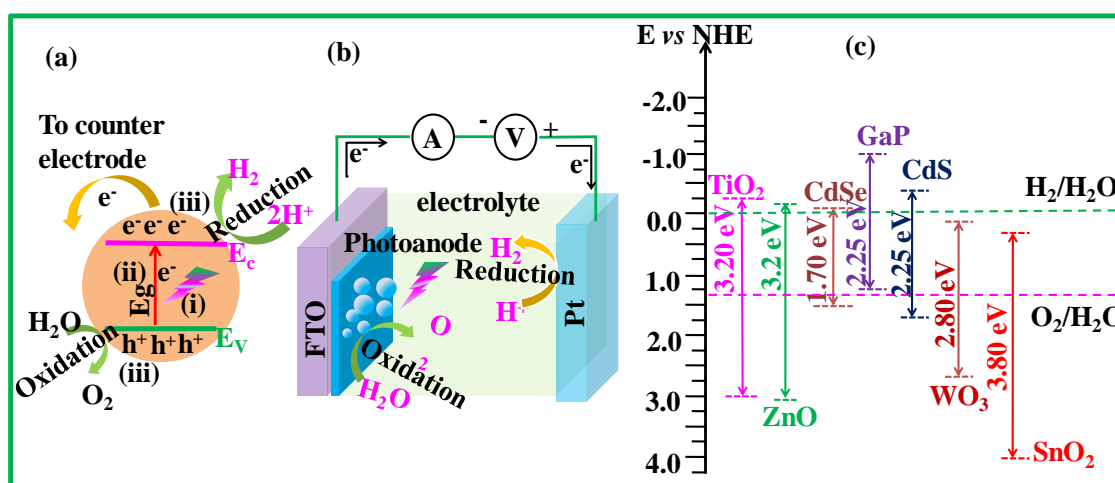 (a)
To counter
electrode
e⁻
(iii)
H₂
Reduction
2H⁺
e⁻ e⁻ e⁻
E_c
(ii)
e⁻
Eg
(i)
H₂O
Oxidation
h⁺ h⁺ h⁺
E_V
(iii)
O₂
(b)
A
-
V
+
e⁻
e⁻
electrolyte
Photoanode
H₂
Reduction
H⁺
FTO
Pt
O
2
Oxidation
H₂O
E vs NHE
(c)
-2.0
-1.0
0.0
1.0
2.0
3.0
4.0
TiO₂
3.20 eV
3.2 eV
ZnO
CdSe
1.70 eV
GaP
2.25 eV
CdS
2.25 eV
2.80 eV
WO₃
3.80 eV
SnO₂
H₂/H₂O
O₂/H₂O